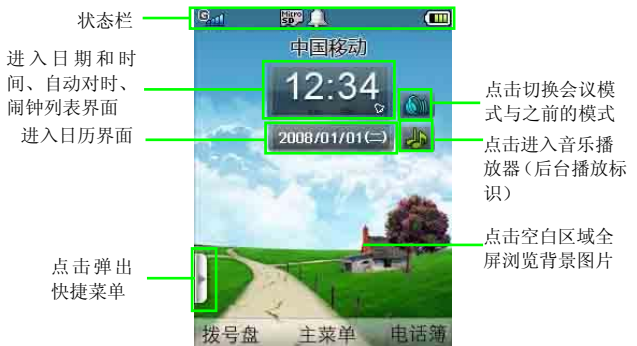 状态栏
进入日期和时
间、自动对时、
闹钟列表界面
进入日历界面
点击弹出
快捷菜单
G
Micro
SD
中国移动
12:34
2008/01/01(二)
拨号盘 主菜单 电话簿
点击切换会议模
式与之前的模式
点击进入音乐播
放器（后台播放标
识）
点击空白区域全
屏浏览背景图片